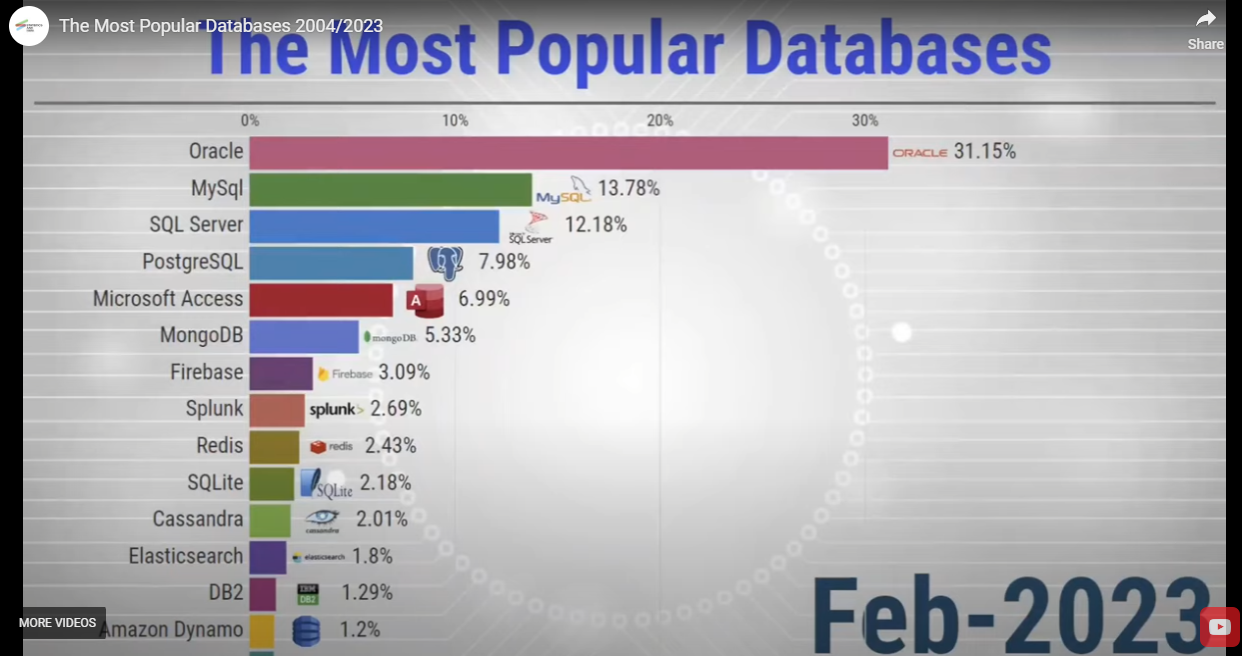 The Most Popular Databases 2004/2023
The Most Popular Databases
Share
0% 10% 20% 30%
Oracle ORACLE 31.15%
MySql MySQL 13.78%
SQL Server SQL Server 12.18%
PostgreSQL 7.98%
Microsoft Access A 6.99%
MongoDB mongoDB 5.33%
Firebase Firebase 3.09%
Splunk splunk> 2.69%
Redis redis 2.43%
SQLite SQLite 2.18%
Cassandra cassandra 2.01%
Elasticsearch elasticsearch 1.8%
DB2 IBM DB2 1.29%
MORE VIDEOS
Amazon Dynamo 1.2%
Feb-2023